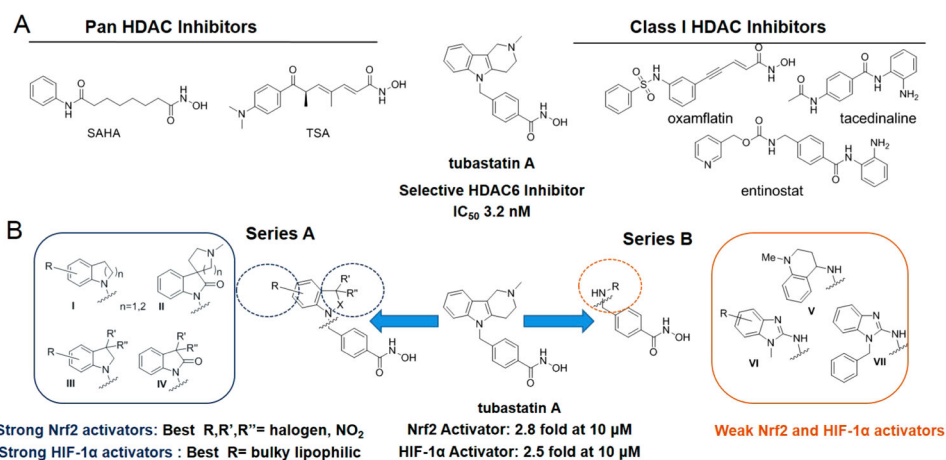 A
Pan HDAC Inhibitors
Class I HDAC Inhibitors
SAHA
TSA
tubastatin A
Selective HDAC6 Inhibitor
IC50 3.2 nM
oxamflatin
tacedinaline
entinostat
B
Series A
Series B
I
n=1,2
II
III
IV
V
VI
VII
tubastatin A
Strong Nrf2 activators: Best R,R',R''= halogen, NO2
Strong HIF-1α activators : Best R= bulky lipophilic
Nrf2 Activator: 2.8 fold at 10 µM
HIF-1α Activator: 2.5 fold at 10 µM
Weak Nrf2 and HIF-1α activators